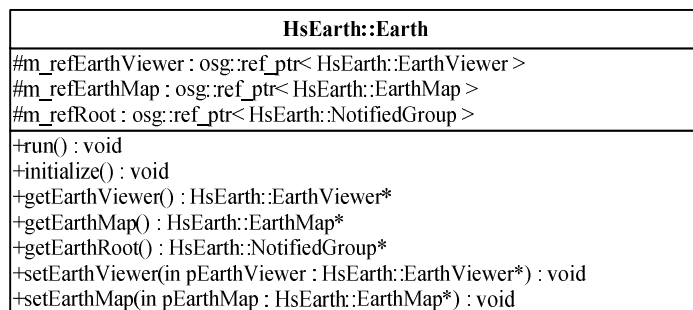 HsEarth::Earth
#m_refEarthViewer : osg::ref_ptr< HsEarth::EarthViewer >
#m_refEarthMap : osg::ref_ptr< HsEarth::EarthMap >
#m_refRoot : osg::ref_ptr< HsEarth::NotifiedGroup >
+run() : void
+initialize() : void
+getEarthViewer() : HsEarth::EarthViewer*
+getEarthMap() : HsEarth::EarthMap*
+getEarthRoot() : HsEarth::NotifiedGroup*
+setEarthViewer(in pEarthViewer : HsEarth::EarthViewer*) : void
+setEarthMap(in pEarthMap : HsEarth::EarthMap*) : void